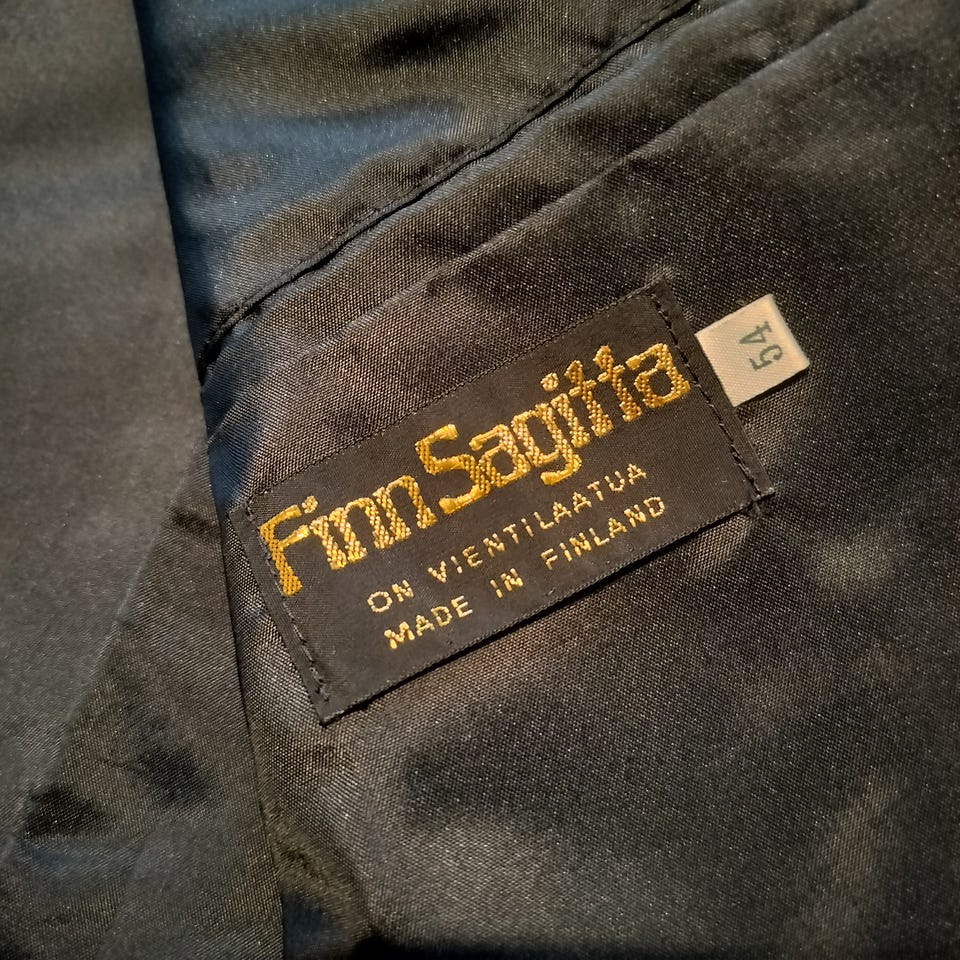 Finn Sagitta
ON VIENTILAATUA
MADE IN FINLAND
54